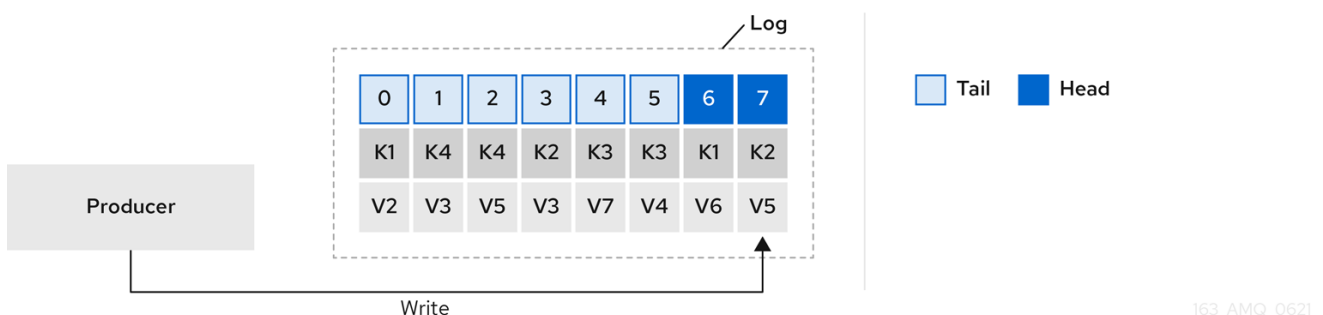 Log
0 1 2 3 4 5 6 7
Tail Head
K1 K4 K4 K2 K3 K3 K1 K2
Producer
V2 V3 V5 V3 V7 V4 V6 V5
Write
163_AMQ_0621